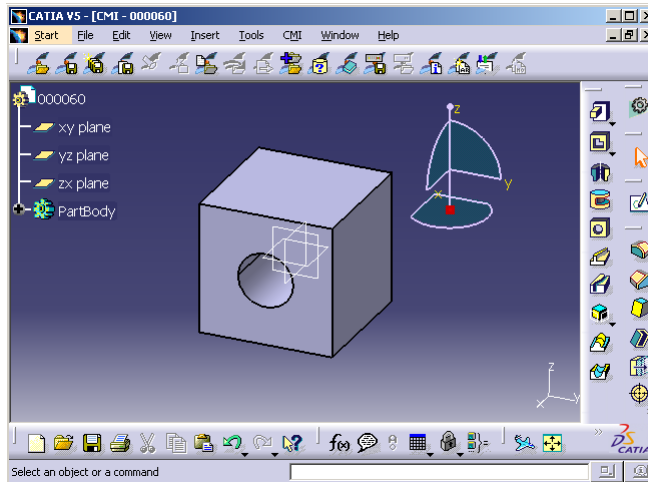 CATIA V5 - [CMI - 000060]
Start File Edit View Insert Tools CMI Window Help
000060
xy plane
yz plane
zx plane
PartBody
z
y
x
z
y
x
f(x)
DS
CATIA
Select an object or a command